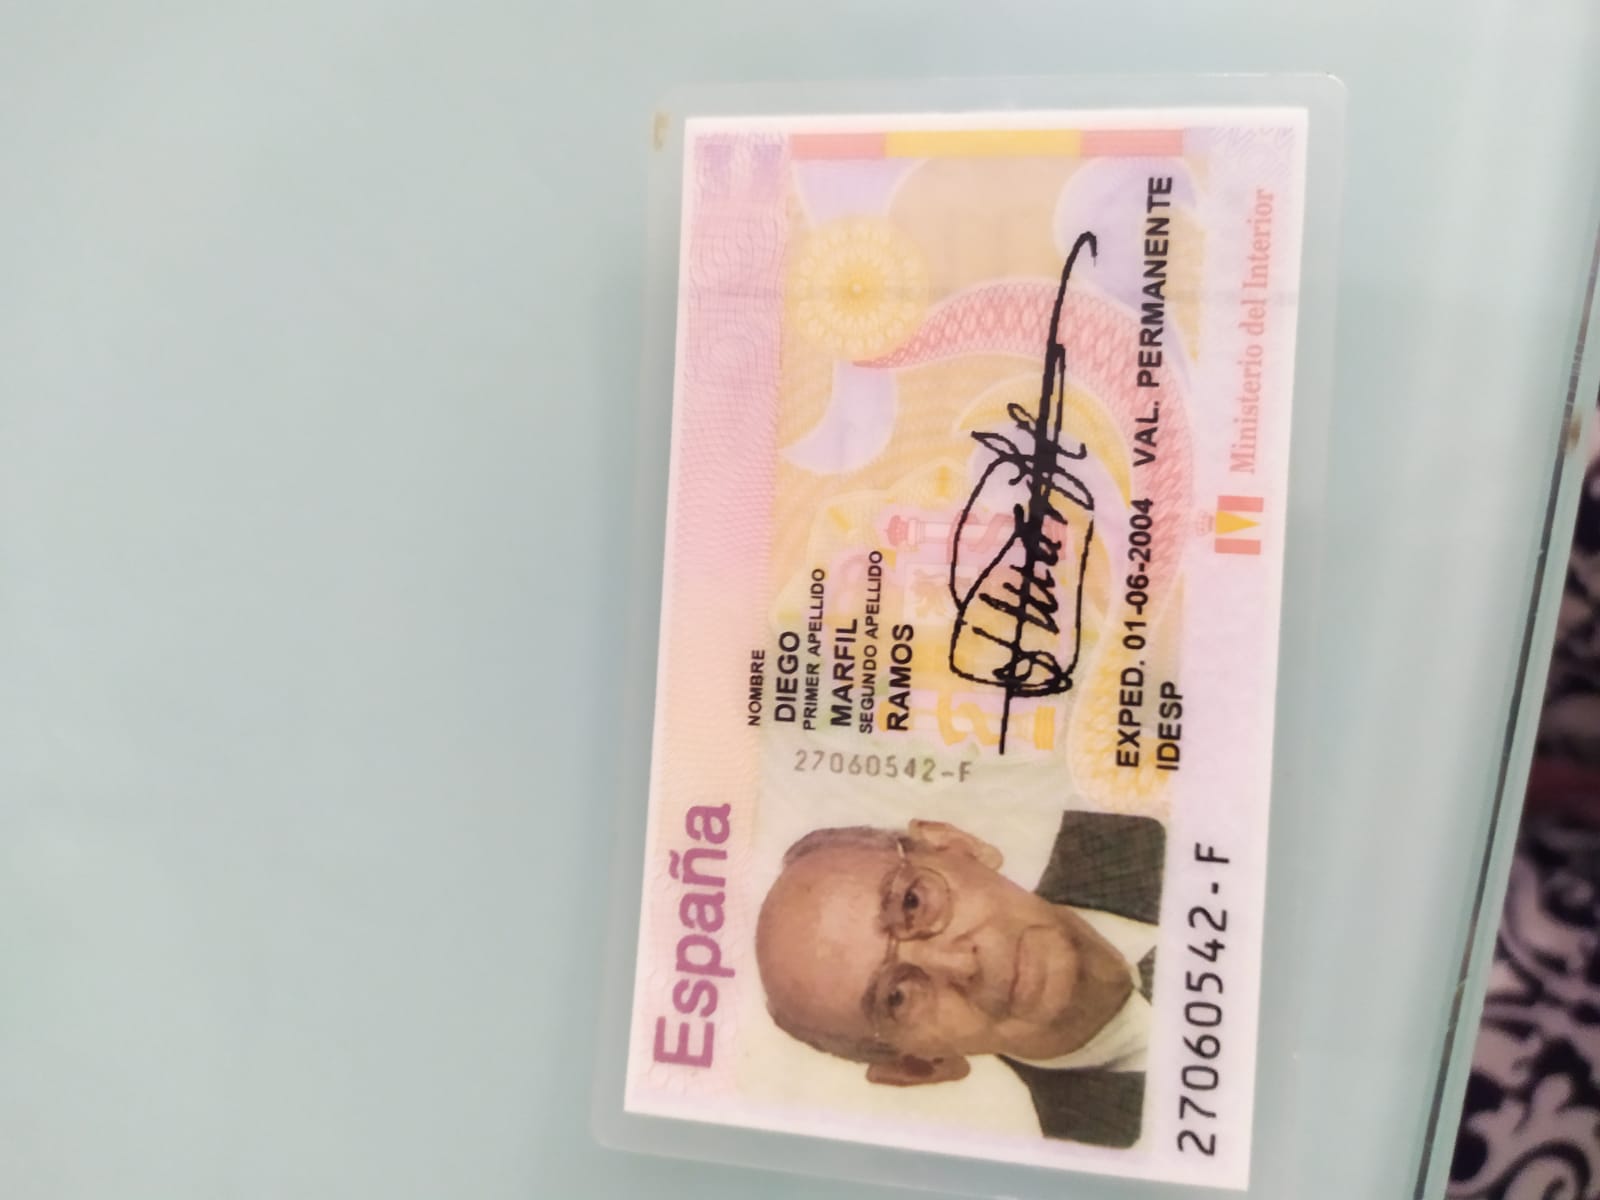 España
NOMBRE
DIEGO
PRIMER APELLIDO
MARFIL
SEGUNDO APELLIDO
RAMOS
27060542-F
EXPED. 01-06-2004 VAL. PERMANENTE
IDESP
27060542-F
Ministerio del Interior